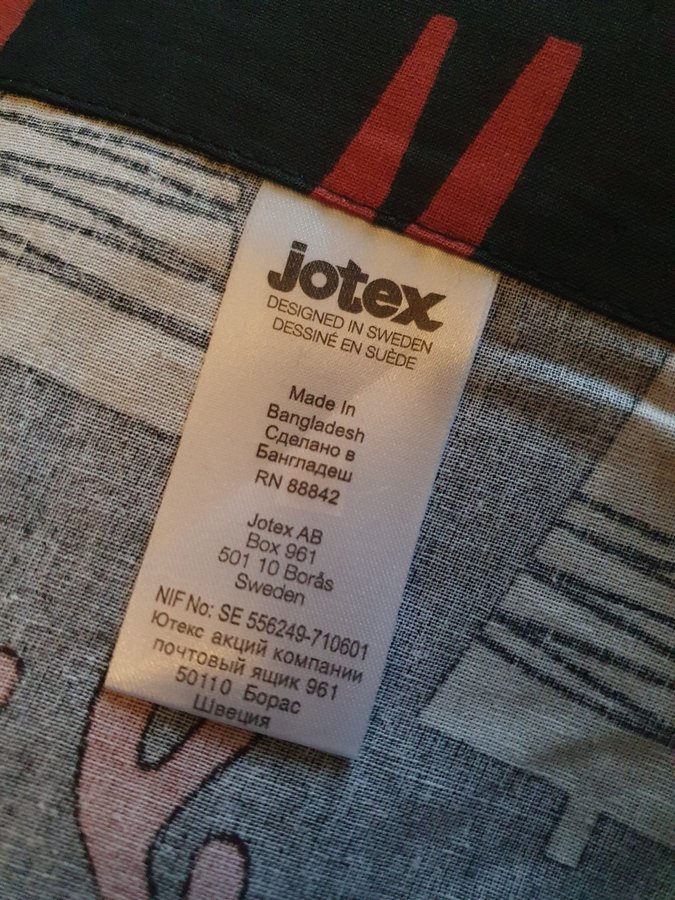 jotex
DESIGNED IN SWEDEN
DESSINÉ EN SUÈDE
Made In
Bangladesh
Сделано в
Бангладеш
RN 88842
Jotex AB
Box 961
501 10 Borås
Sweden
NIF No: SE 556249-710601
Ютекс акций компании
почтовый ящик 961
50110 Борас
Швеция